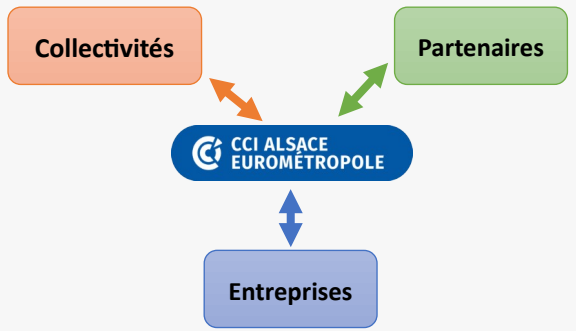 Collectivités
Partenaires
CCI ALSACE
EUROMÉTROPOLE
Entreprises